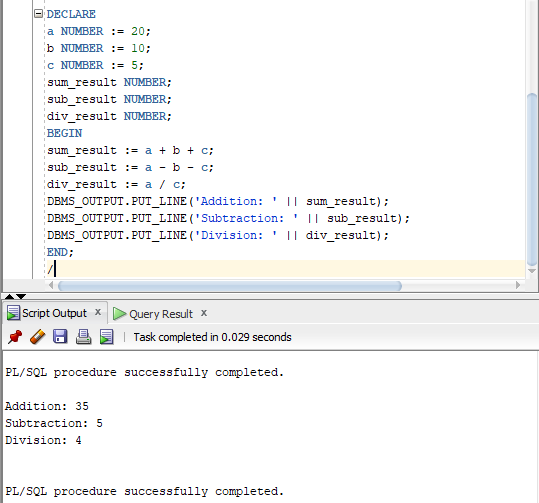 DECLARE
a NUMBER := 20;
b NUMBER := 10;
c NUMBER := 5;
sum_result NUMBER;
sub_result NUMBER;
div_result NUMBER;
BEGIN
sum_result := a + b + c;
sub_result := a - b - c;
div_result := a / c;
DBMS_OUTPUT.PUT_LINE('Addition: ' || sum_result);
DBMS_OUTPUT.PUT_LINE('Subtraction: ' || sub_result);
DBMS_OUTPUT.PUT_LINE('Division: ' || div_result);
END;
/
Script Output x Query Result x
Task completed in 0.029 seconds
PL/SQL procedure successfully completed.
Addition: 35
Subtraction: 5
Division: 4
PL/SQL procedure successfully completed.